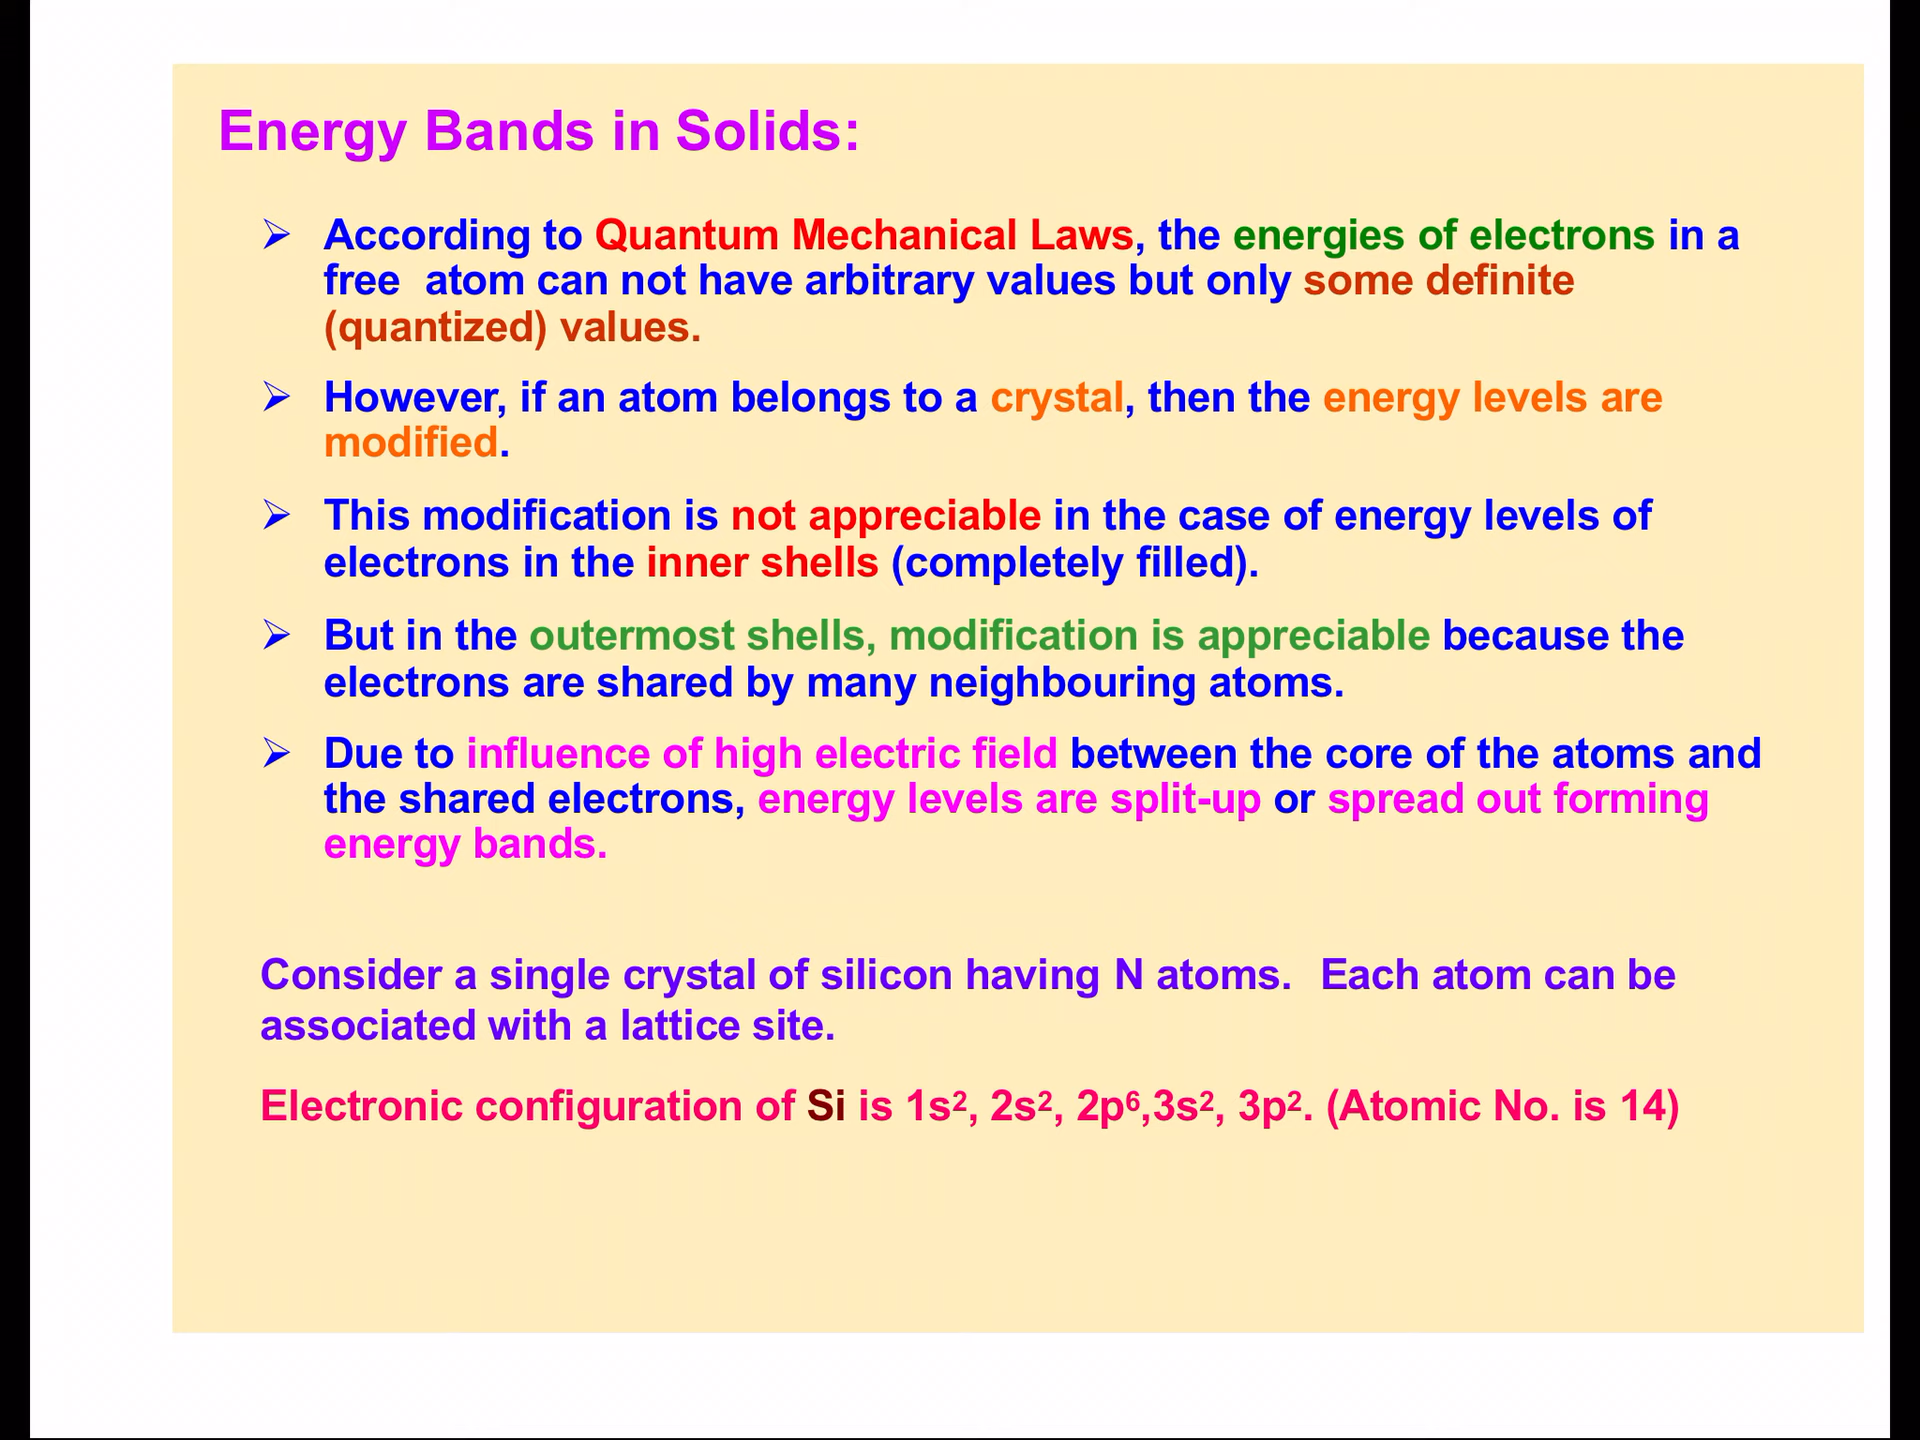 Energy Bands in Solids:
➢ According to Quantum Mechanical Laws, the energies of electrons in a
free  atom can not have arbitrary values but only some definite
(quantized) values.
➢ However, if an atom belongs to a crystal, then the energy levels are
modified.
➢ This modification is not appreciable in the case of energy levels of
electrons in the inner shells (completely filled).
➢ But in the outermost shells, modification is appreciable because the
electrons are shared by many neighbouring atoms.
➢ Due to influence of high electric field between the core of the atoms and
the shared electrons, energy levels are split-up or spread out forming
energy bands.
Consider a single crystal of silicon having N atoms.  Each atom can be
associated with a lattice site.
Electronic configuration of Si is 1s², 2s², 2p⁶,3s², 3p². (Atomic No. is 14)